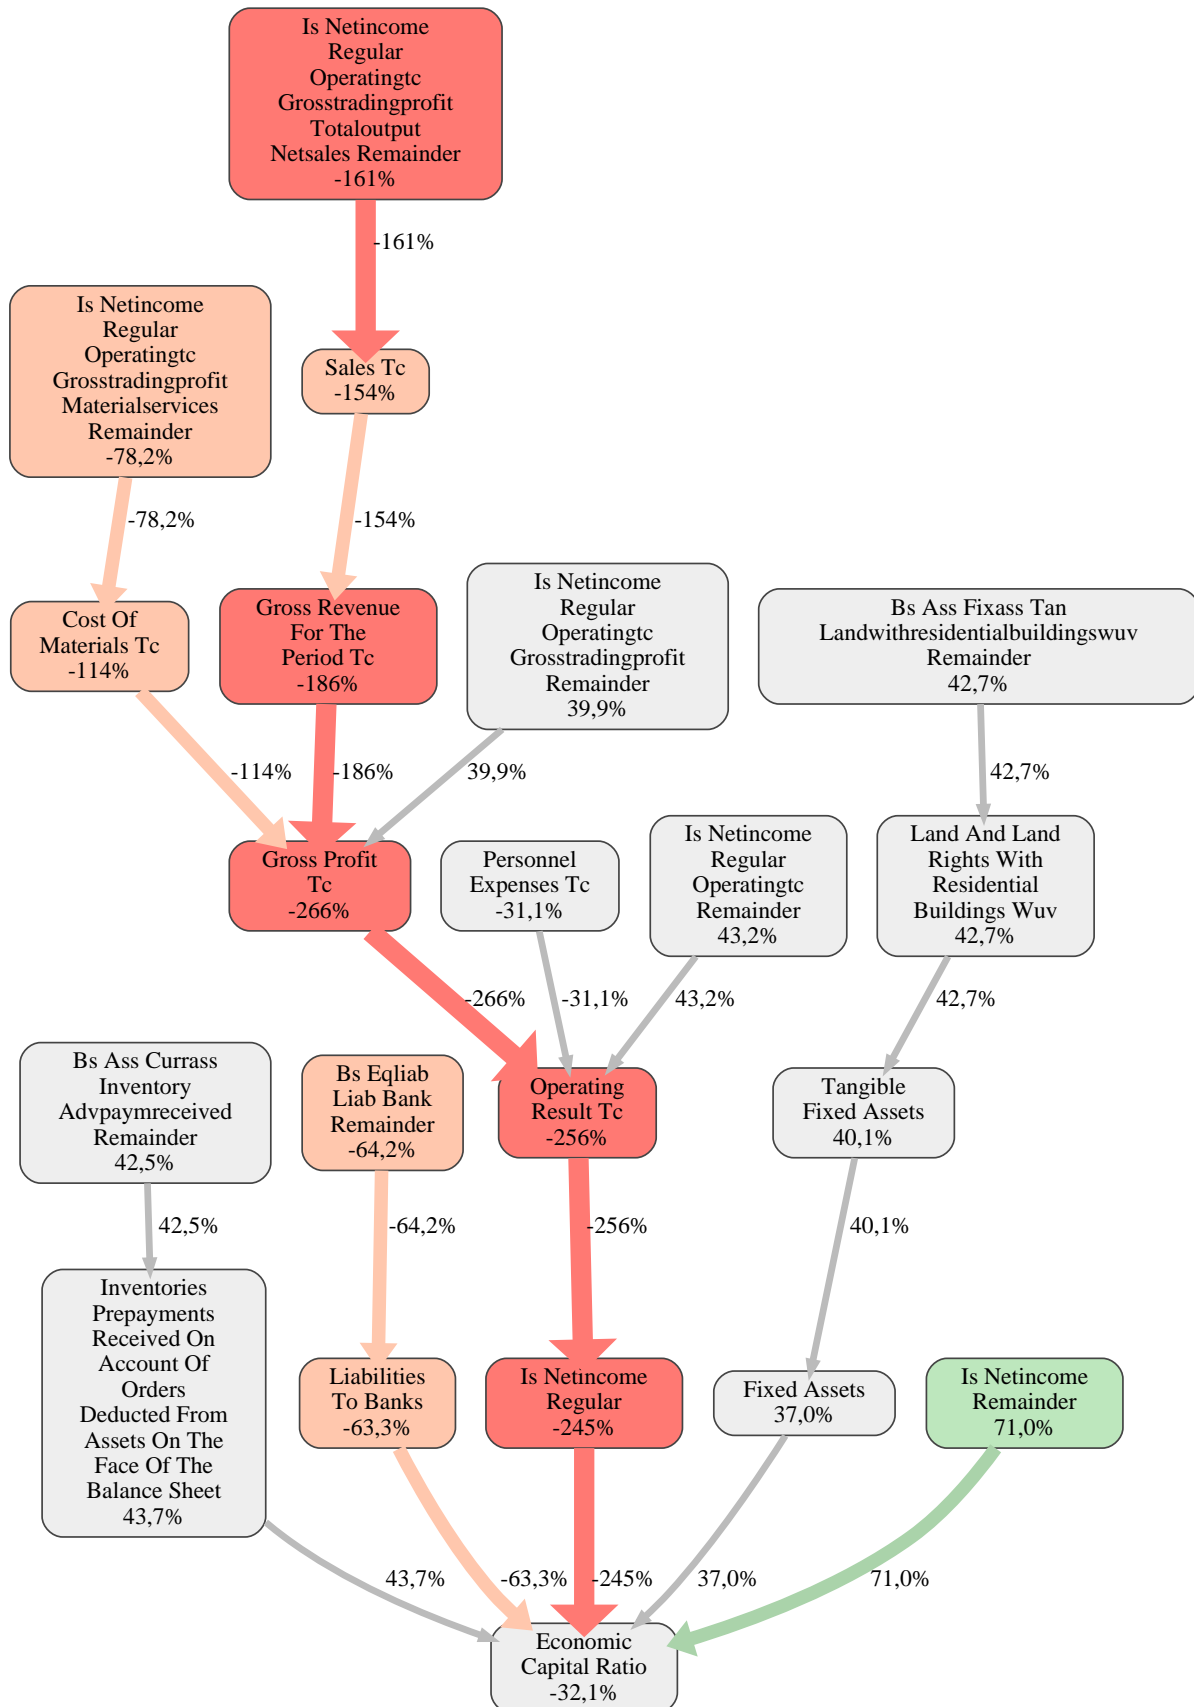 Is Netincome
Regular
Operatingtc
Grosstradingprofit
Totaloutput
Netsales Remainder
-161%
-161%
Is Netincome
Regular
Operatingtc
Grosstradingprofit
Materialservices
Remainder
-78,2%
Sales Tc
-154%
-78,2%
-154%
Cost Of
Materials Tc
-114%
Gross Revenue
For The
Period Tc
-186%
Is Netincome
Regular
Operatingtc
Grosstradingprofit
Remainder
39,9%
Bs Ass Fixass Tan
Landwithresidentialbuildingswuv
Remainder
42,7%
-114%
-186%
39,9%
42,7%
Gross Profit
Tc
-266%
Personnel
Expenses Tc
-31,1%
Is Netincome
Regular
Operatingtc
Remainder
43,2%
Land And Land
Rights With
Residential
Buildings Wuv
42,7%
-266%
-31,1%
43,2%
42,7%
Bs Ass Currass
Inventory
Advpaymreceived
Remainder
42,5%
Bs Eqliab
Liab Bank
Remainder
-64,2%
Operating
Result Tc
-256%
Tangible
Fixed Assets
40,1%
42,5%
-64,2%
-256%
40,1%
Inventories
Prepayments
Received On
Account Of
Orders
Deducted From
Assets On The
Face Of The
Balance Sheet
43,7%
Liabilities
To Banks
-63,3%
Is Netincome
Regular
-245%
Fixed Assets
37,0%
Is Netincome
Remainder
71,0%
43,7%
-63,3%
-245%
37,0%
71,0%
Economic
Capital Ratio
-32,1%